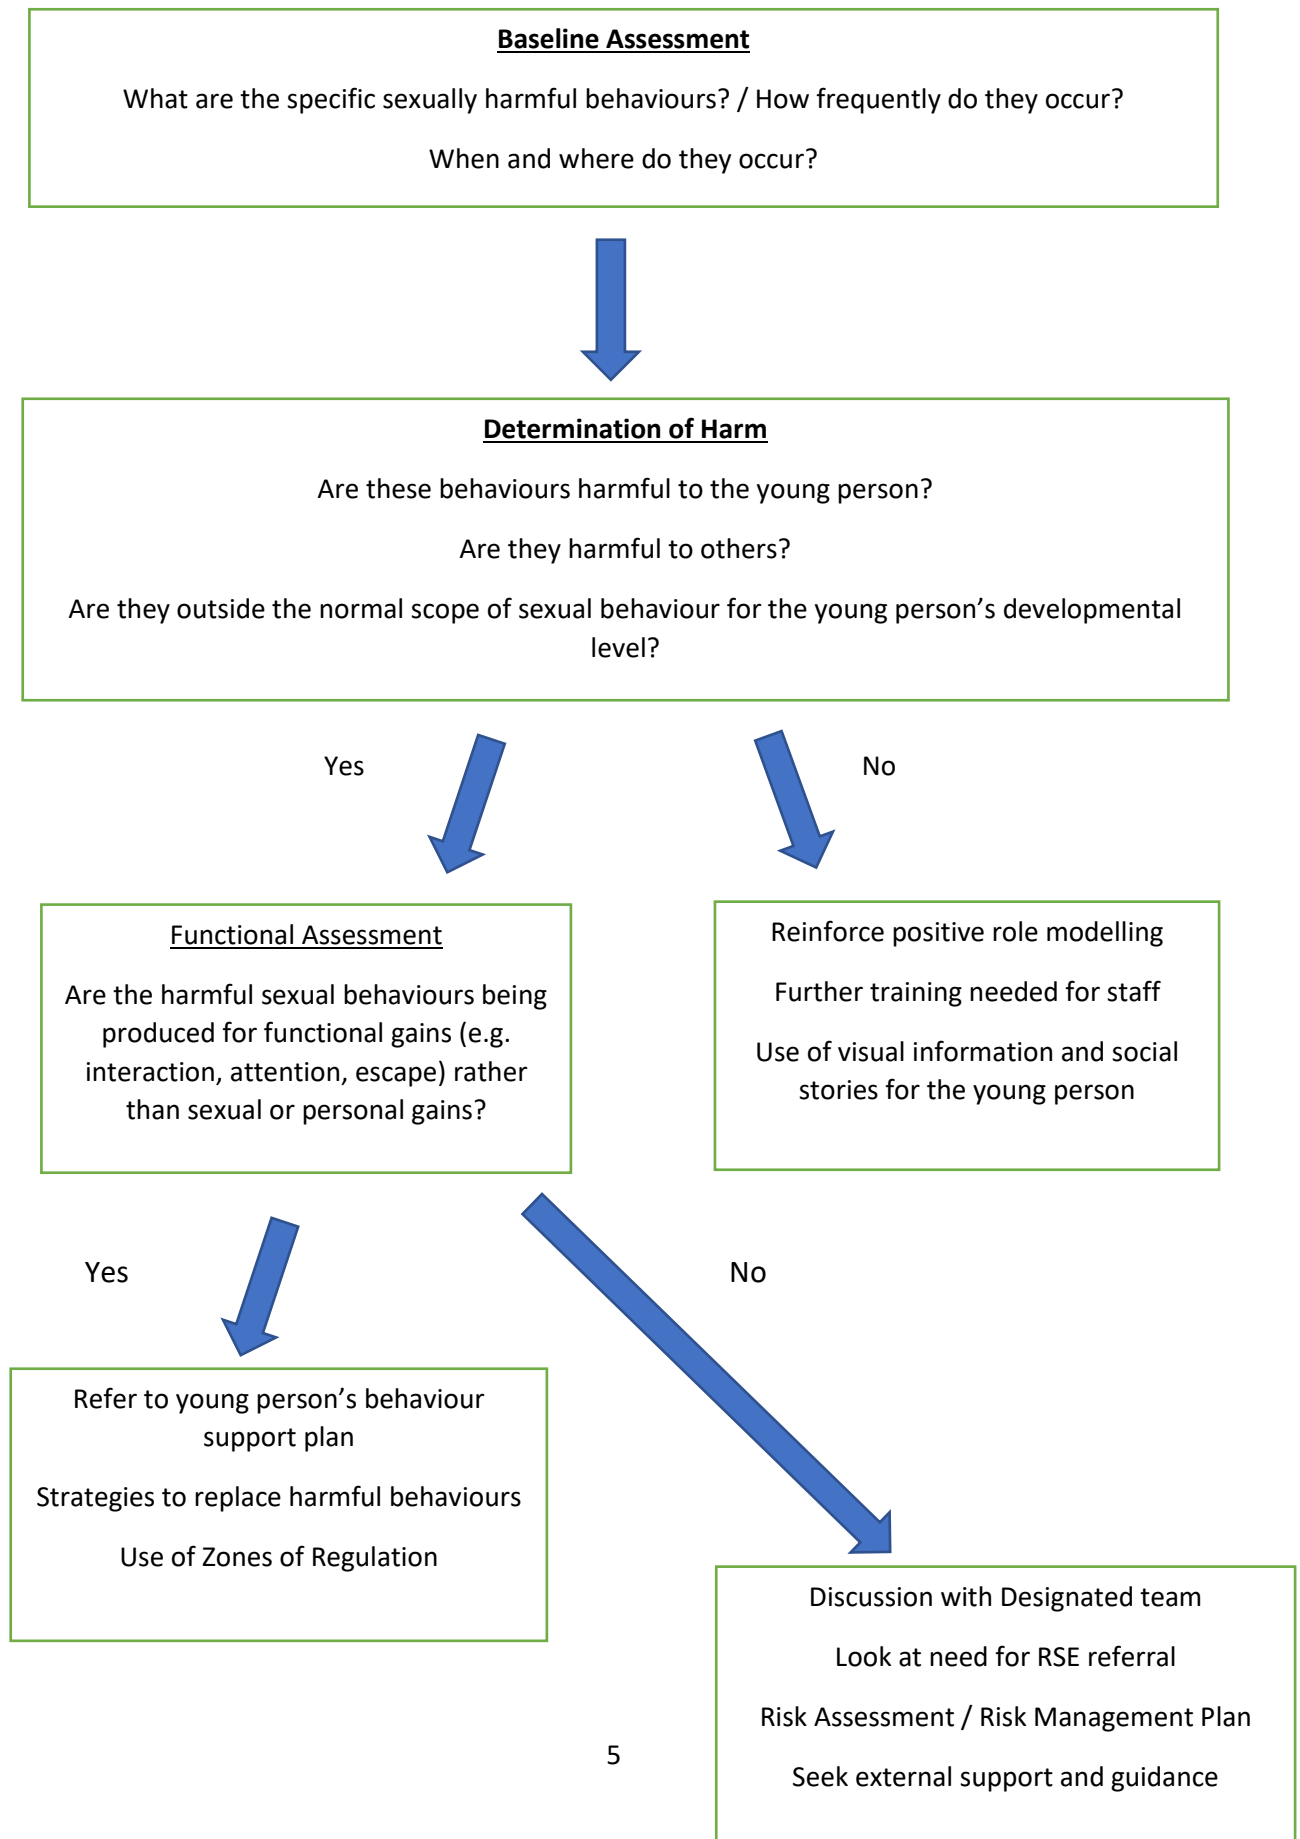 Baseline Assessment
What are the specific sexually harmful behaviours? / How frequently do they occur?
When and where do they occur?
Determination of Harm
Are these behaviours harmful to the young person?
Are they harmful to others?
Are they outside the normal scope of sexual behaviour for the young person’s developmental
level?
Yes
No
Functional Assessment
Are the harmful sexual behaviours being
produced for functional gains (e.g.
interaction, attention, escape) rather
than sexual or personal gains?
Reinforce positive role modelling
Further training needed for staff
Use of visual information and social
stories for the young person
Yes
No
Refer to young person’s behaviour
support plan
Strategies to replace harmful behaviours
Use of Zones of Regulation
Discussion with Designated team
Look at need for RSE referral
Risk Assessment / Risk Management Plan
Seek external support and guidance
5